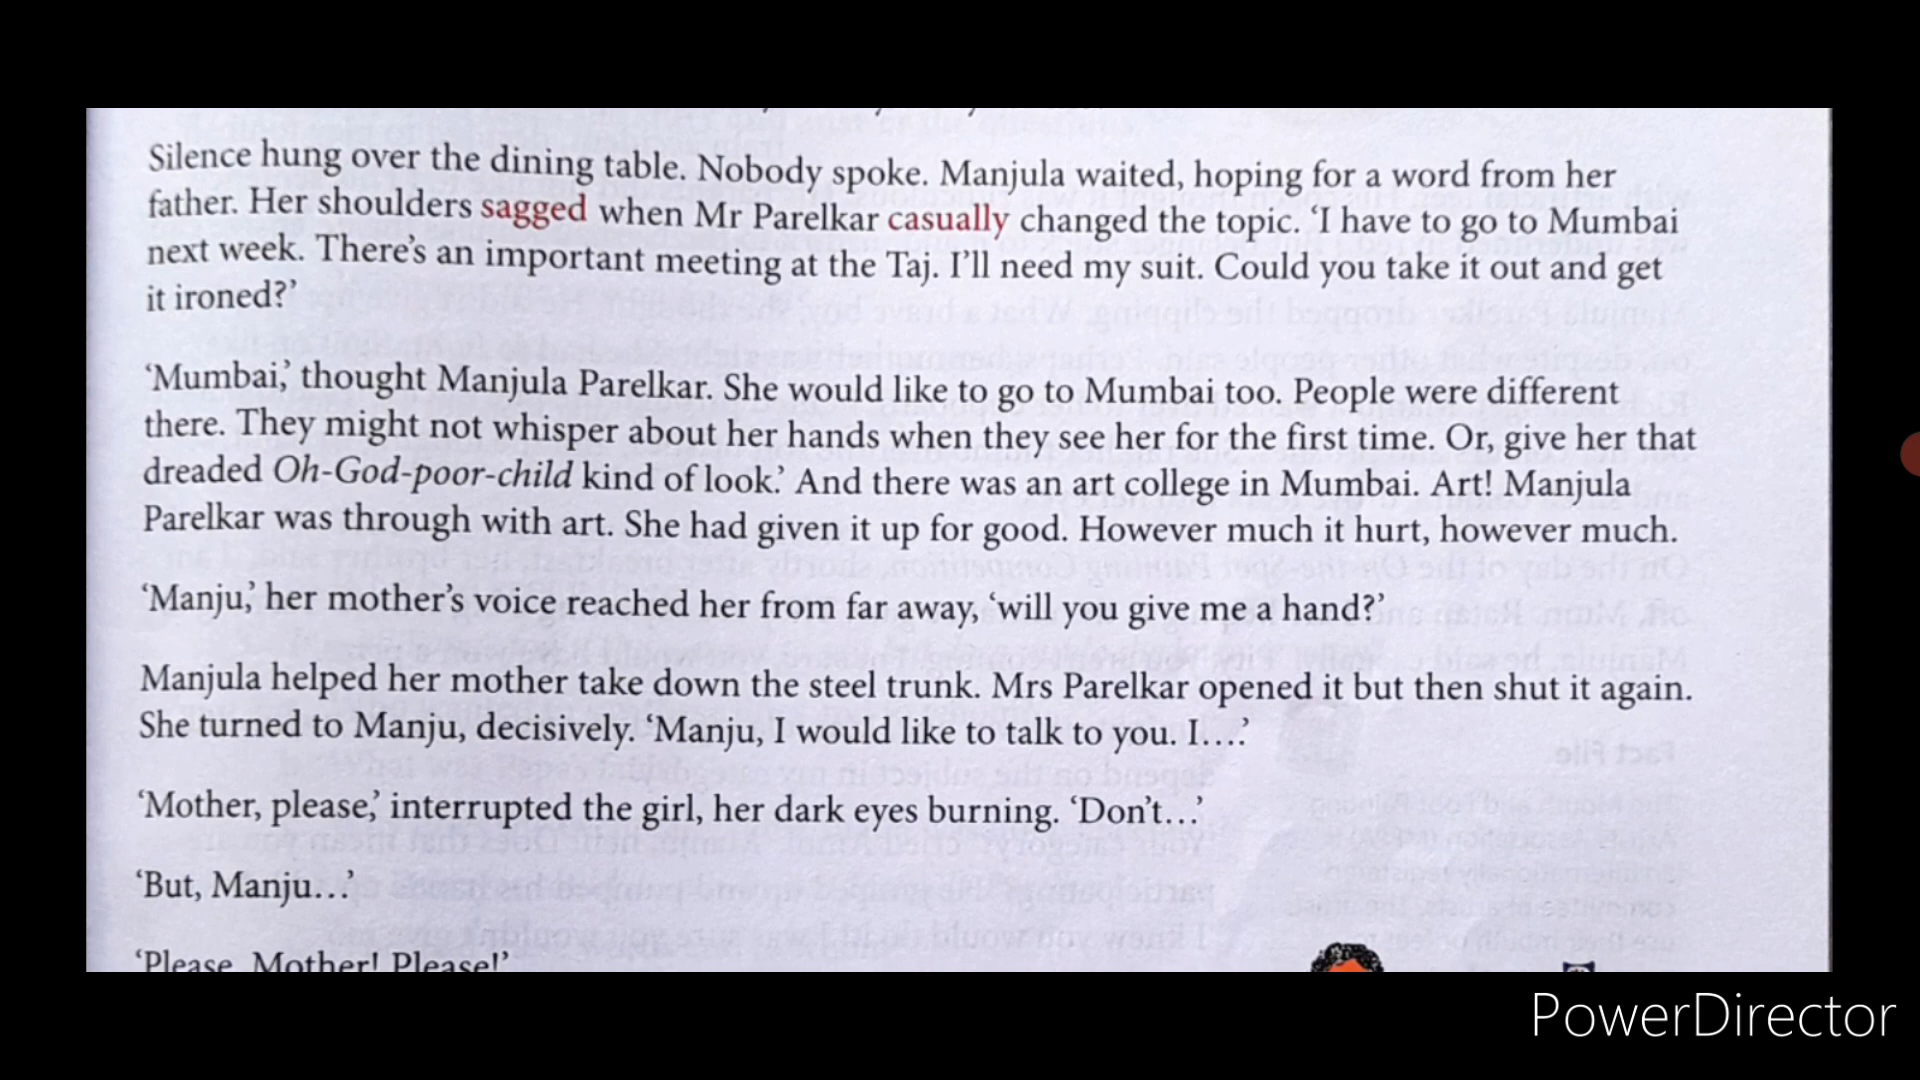 Silence hung over the dining table. Nobody spoke. Manjula waited, hoping for a word from her
father. Her shoulders sagged when Mr Parelkar casually changed the topic. ‘I have to go to Mumbai
next week. There’s an important meeting at the Taj. I’ll need my suit. Could you take it out and get
it ironed?’
‘Mumbai,’ thought Manjula Parelkar. She would like to go to Mumbai too. People were different
there. They might not whisper about her hands when they see her for the first time. Or, give her that
dreaded Oh-God-poor-child kind of look.’ And there was an art college in Mumbai. Art! Manjula
Parelkar was through with art. She had given it up for good. However much it hurt, however much.
‘Manju,’ her mother’s voice reached her from far away, ‘will you give me a hand?’
Manjula helped her mother take down the steel trunk. Mrs Parelkar opened it but then shut it again.
She turned to Manju, decisively. ‘Manju, I would like to talk to you. I….’
‘Mother, please,’ interrupted the girl, her dark eyes burning. ‘Don’t…’
‘But, Manju…’
‘Please, Mother! Please!’
PowerDirector